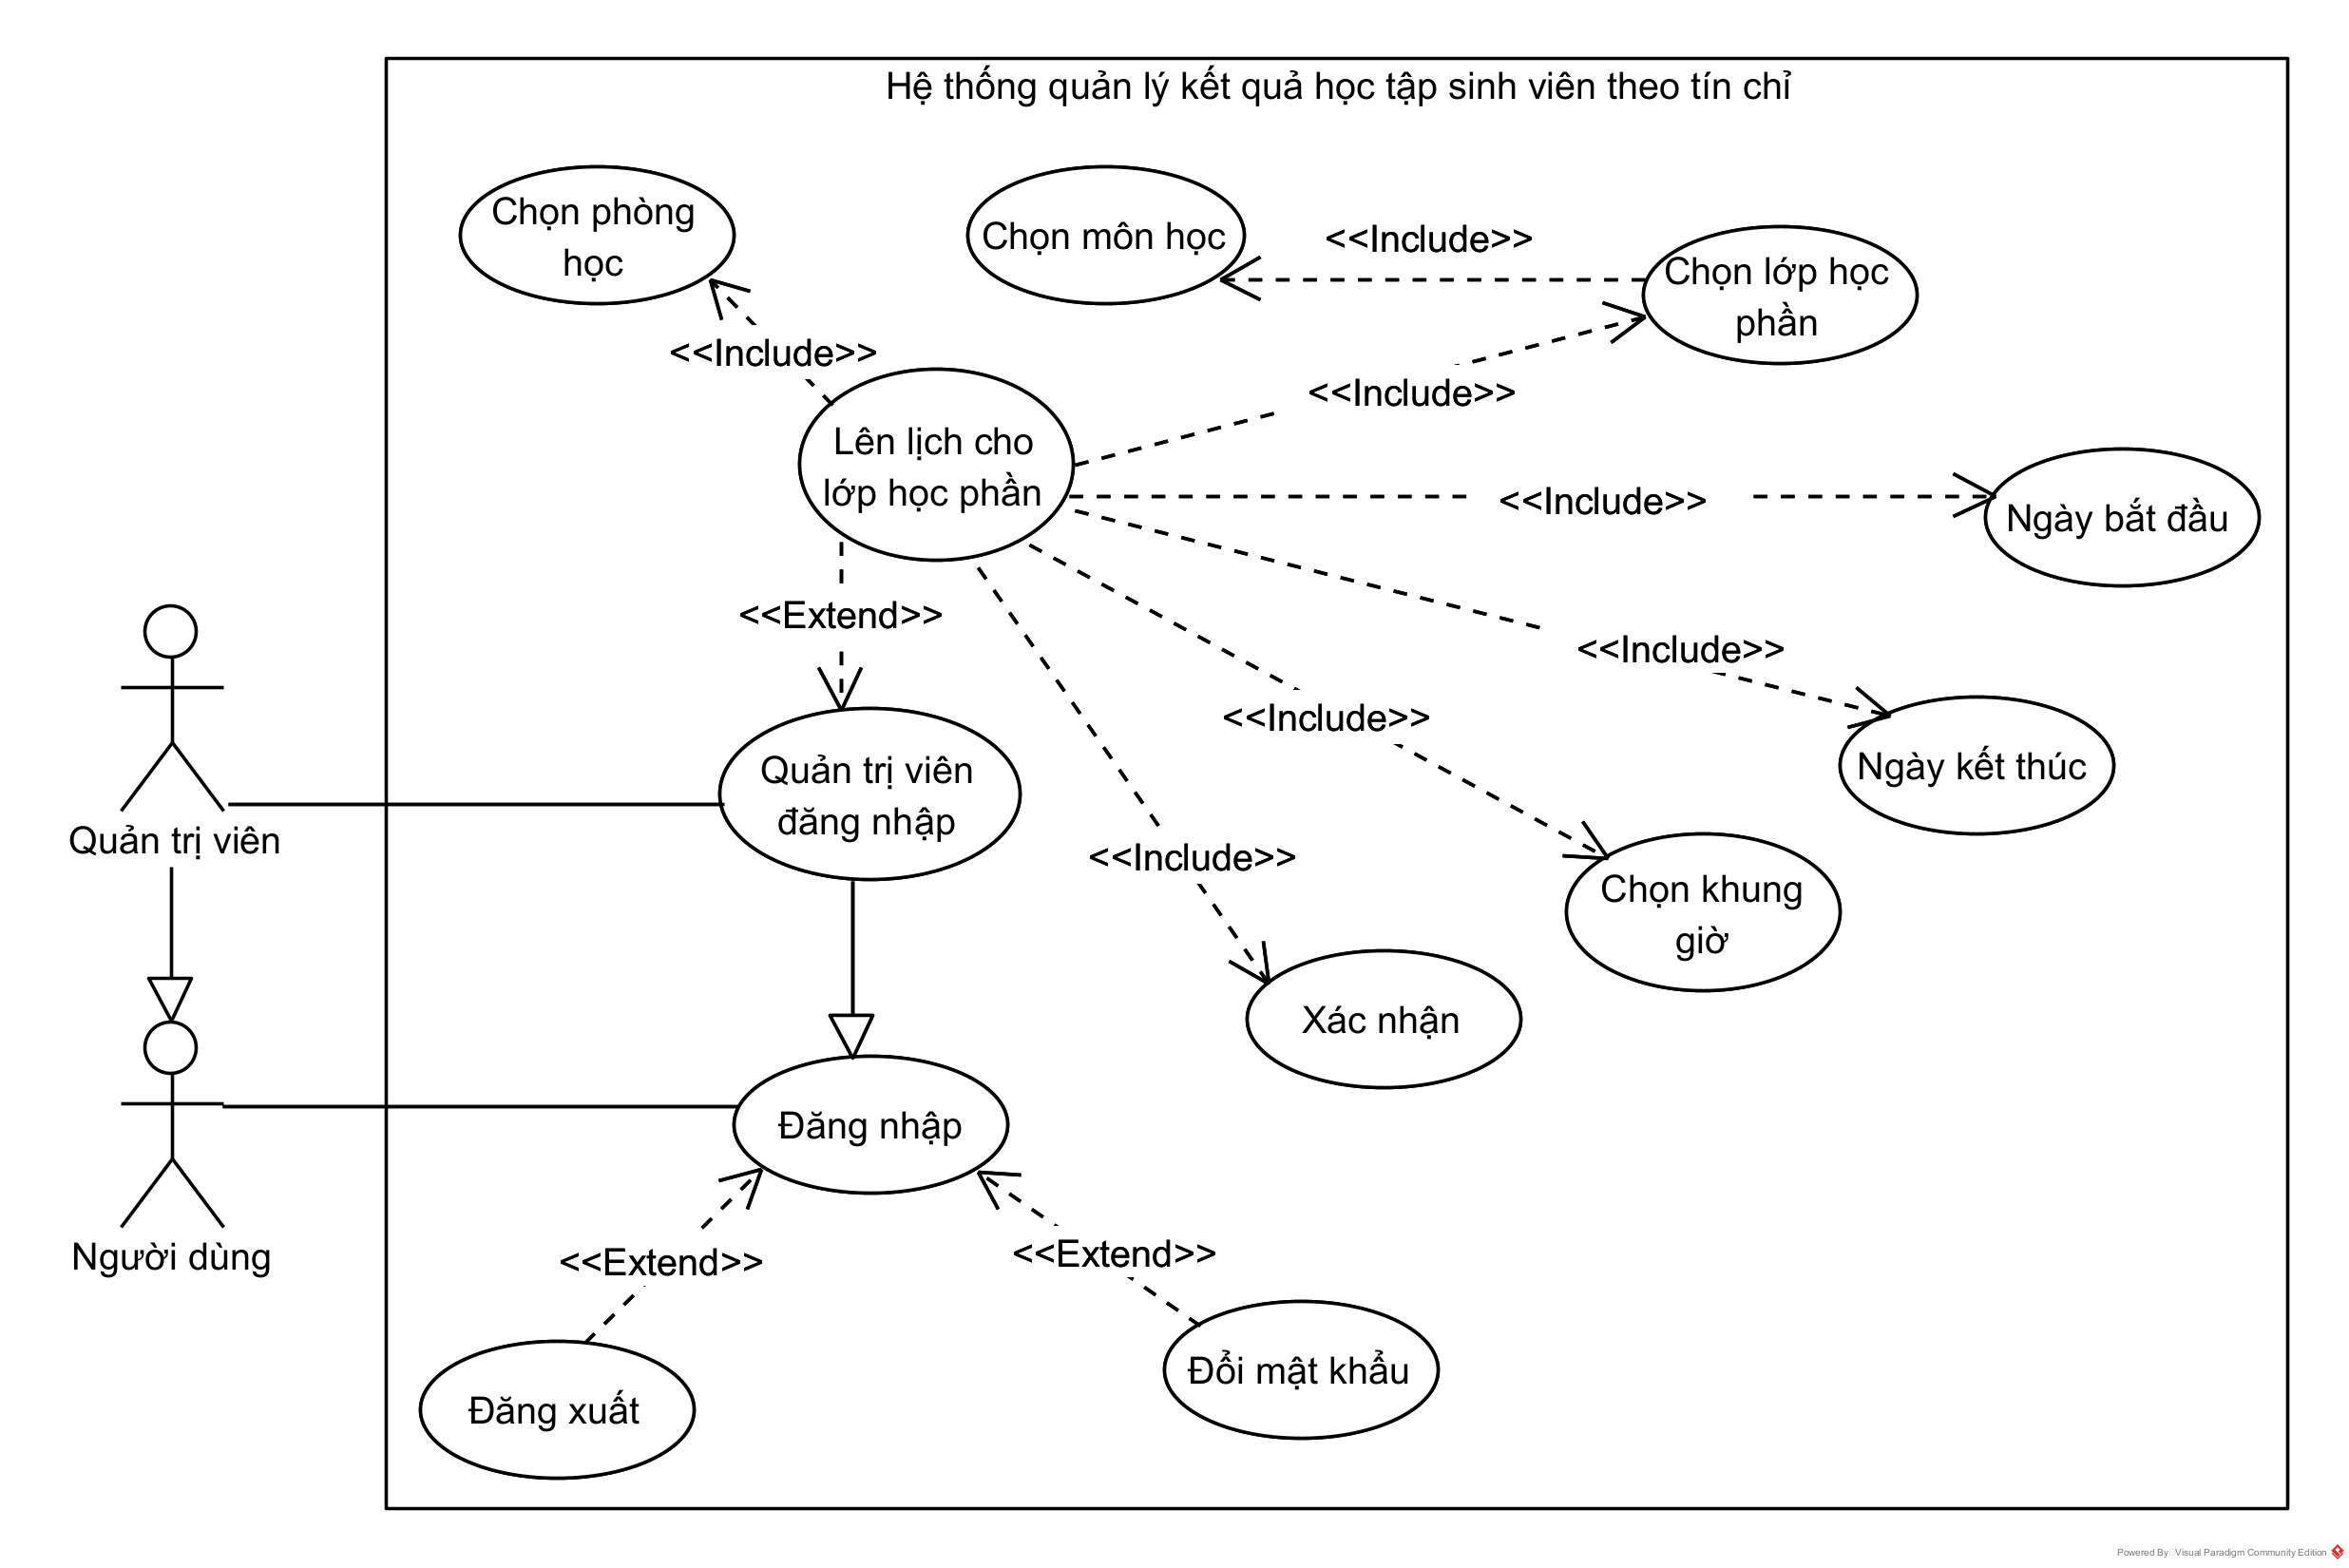 Hệ thống quản lý kết quả học tập sinh viên theo tín chỉ
Chọn phòng
học
Chọn môn học
<<Include>>
Chọn lớp học
phần
<<Include>>
<<Include>>
Lên lịch cho
lớp học phần
<<Include>>
Ngày bắt đầu
<<Extend>>
<<Include>>
<<Include>>
Quản trị viên
đăng nhập
Ngày kết thúc
Quản trị viên
<<Include>>
Chọn khung
giờ
Xác nhận
Đăng nhập
Người dùng
<<Extend>>
<<Extend>>
Đăng xuất
Đổi mật khẩu
Powered By Visual Paradigm Community Edition